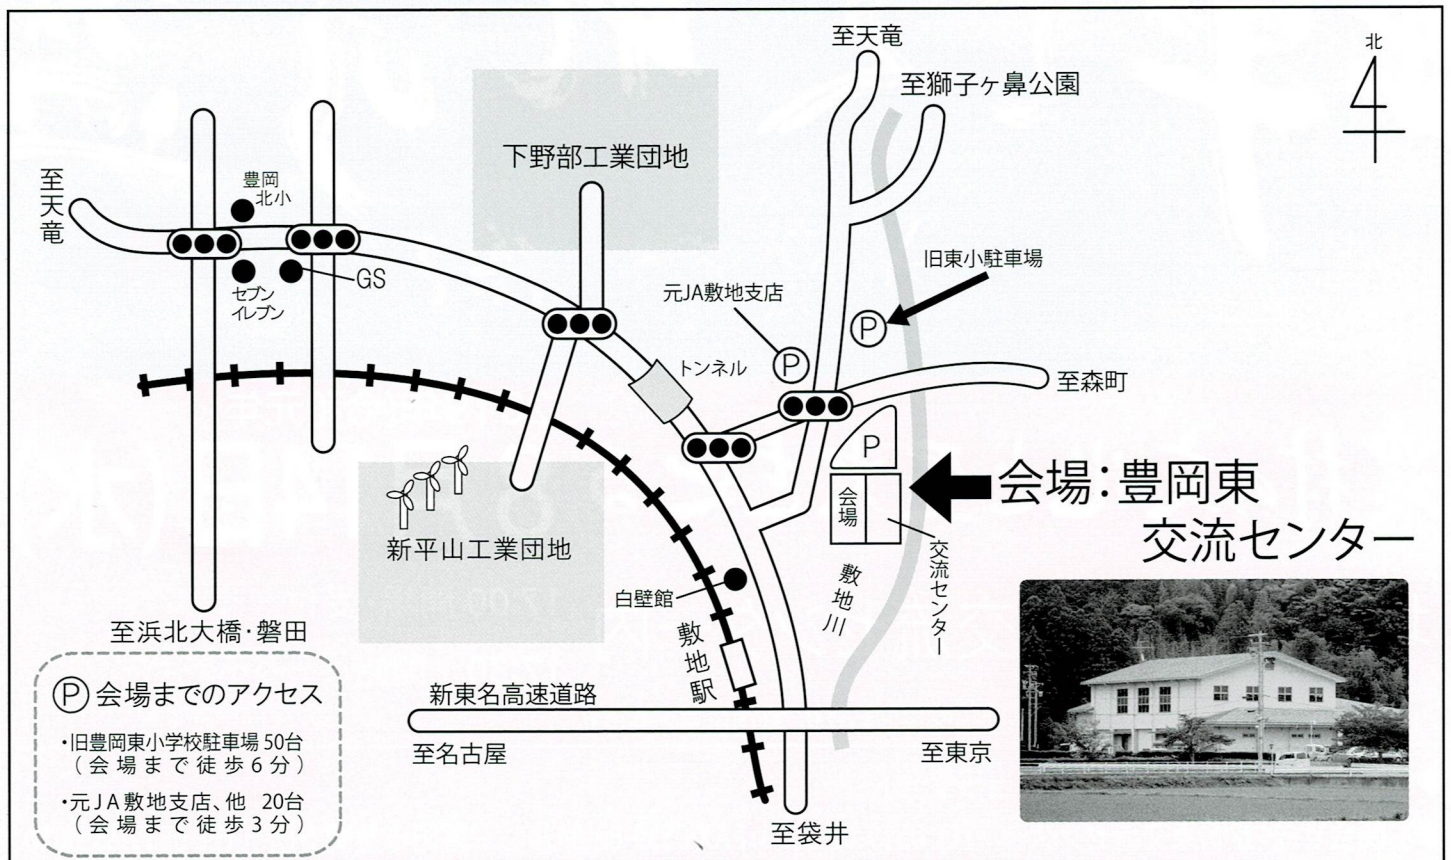 至天竜
北
至獅子ヶ鼻公園
下野部工業団地
至天竜
豊岡
北小
旧東小駐車場
GS
セブン
イレブン
元JA敷地支店
P
P
トンネル
至森町
P
会場：豊岡東
交流センター
会場
新平山工業団地
交流センター
敷地川
白壁館
至浜北大橋・磐田
敷地駅
Ⓟ会場までのアクセス
・旧豊岡東小学校駐車場 50台
（会場まで徒歩6分）
・元JA敷地支店、他 20台
（会場まで徒歩3分）
新東名高速道路
至名古屋
至東京
至袋井